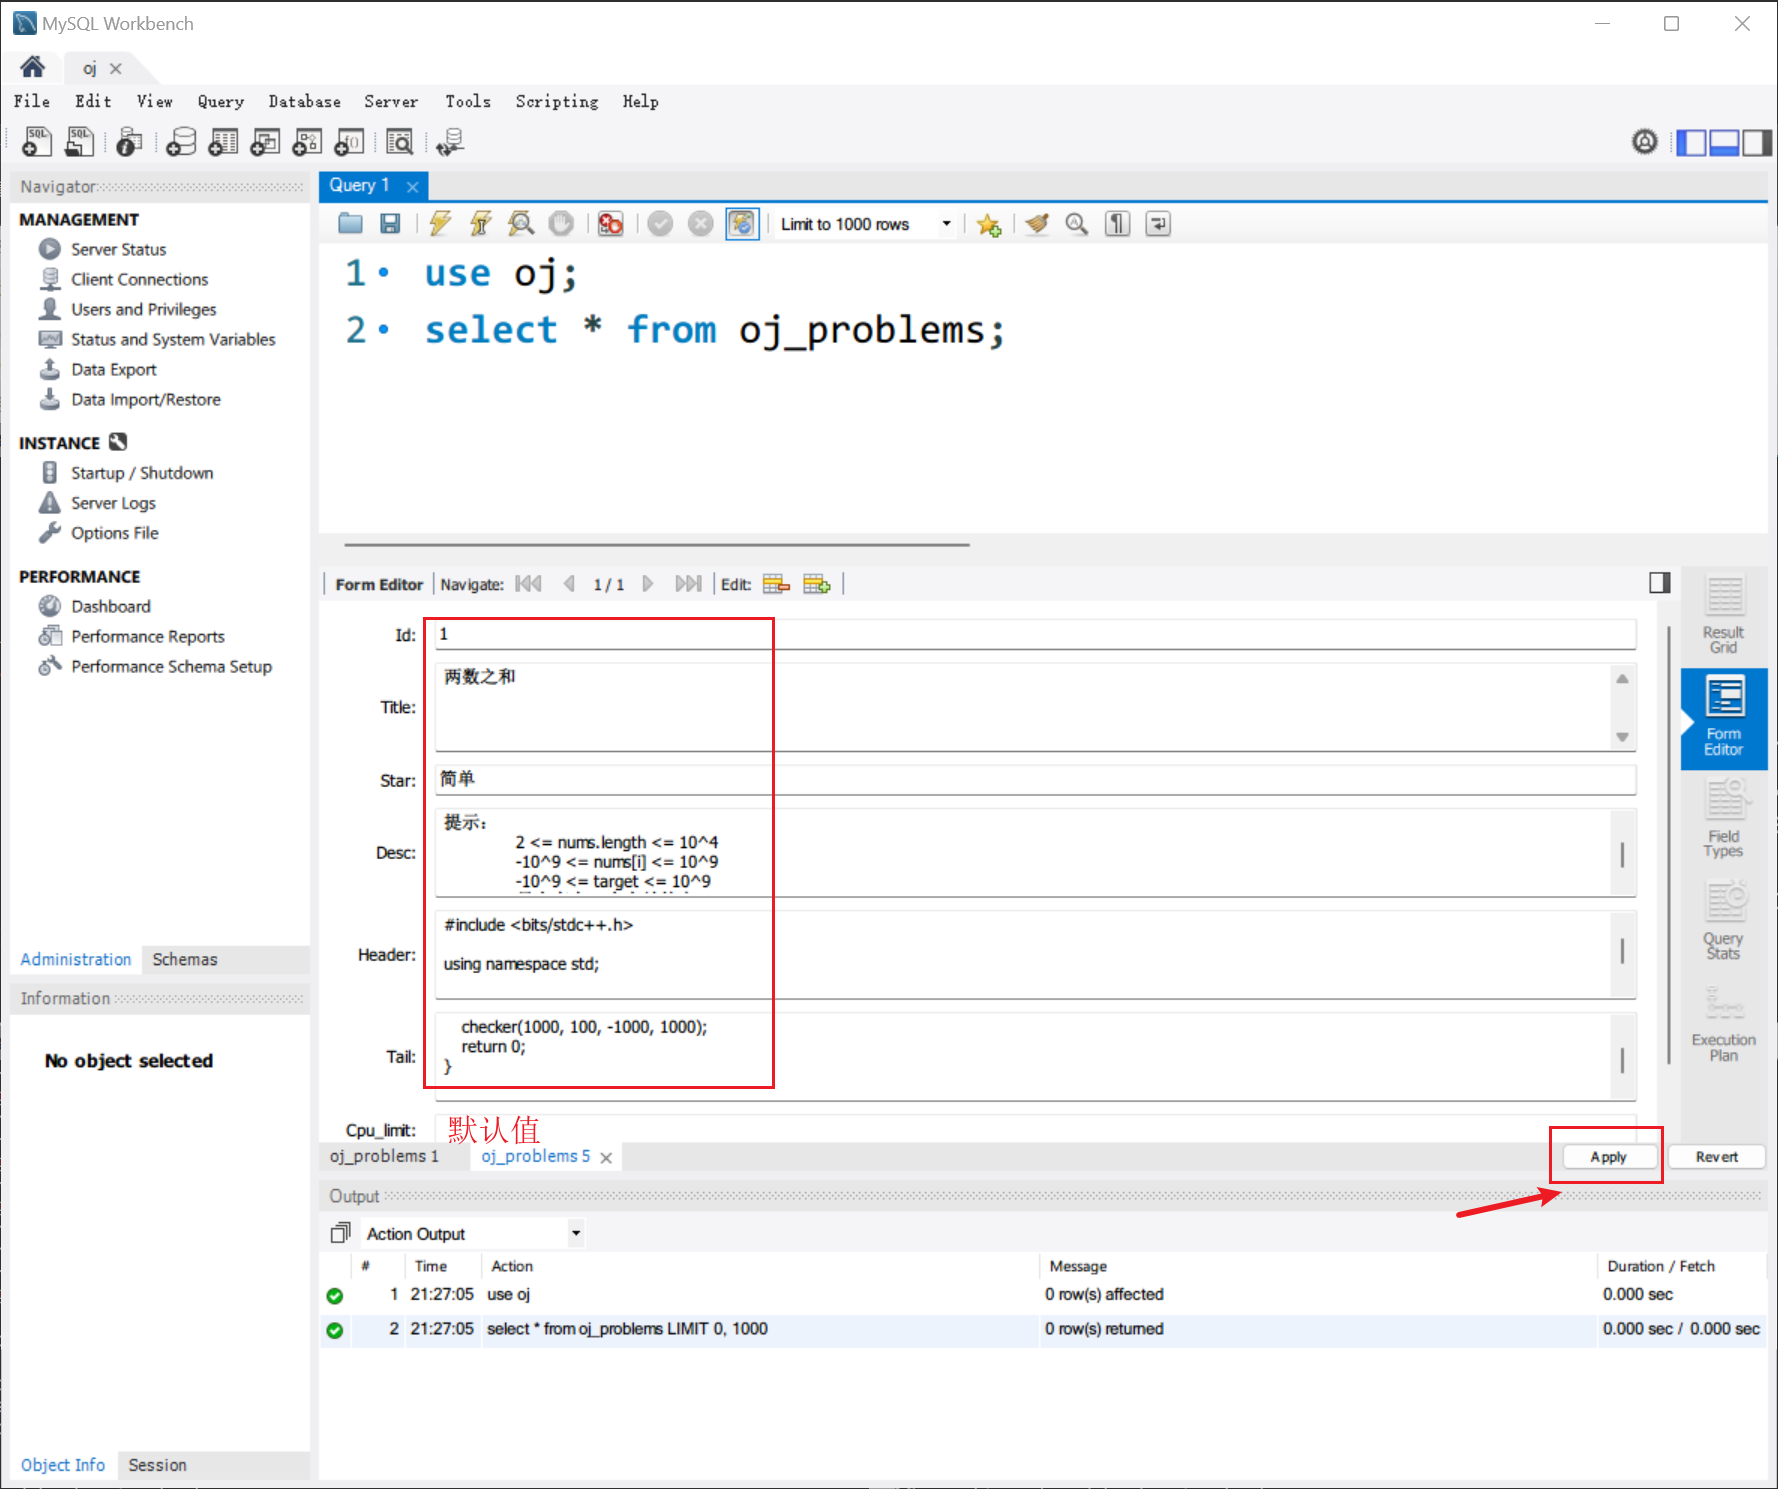 MySQL Workbench
oj
File Edit View Query Database Server Tools Scripting Help
Navigator
MANAGEMENT
Server Status
Client Connections
Users and Privileges
Status and System Variables
Data Export
Data Import/Restore
INSTANCE
Startup / Shutdown
Server Logs
Options File
PERFORMANCE
Dashboard
Performance Reports
Performance Schema Setup
Administration Schemas
Information
No object selected
Object Info Session
Query 1
Limit to 1000 rows
1 use oj;
2 select * from oj_problems;
Form Editor Navigate: 1 / 1 Edit:
Id: 1
Title: 两数之和
Star: 简单
Desc: 提示：
2 <= nums.length <= 10^4
-10^9 <= nums[i] <= 10^9
-10^9 <= target <= 10^9
Header: #include <bits/stdc++.h>
using namespace std;
Tail: checker(1000, 100, -1000, 1000);
return 0;
}
Cpu_limit: 默认值
Result
Grid
Form
Editor
Field
Types
Query
Stats
Execution
Plan
oj_problems 1 oj_problems 5 Apply Revert
Output
Action Output
# Time Action Message Duration / Fetch
1 21:27:05 use oj 0 row(s) affected 0.000 sec
2 21:27:05 select * from oj_problems LIMIT 0, 1000 0 row(s) returned 0.000 sec / 0.000 sec